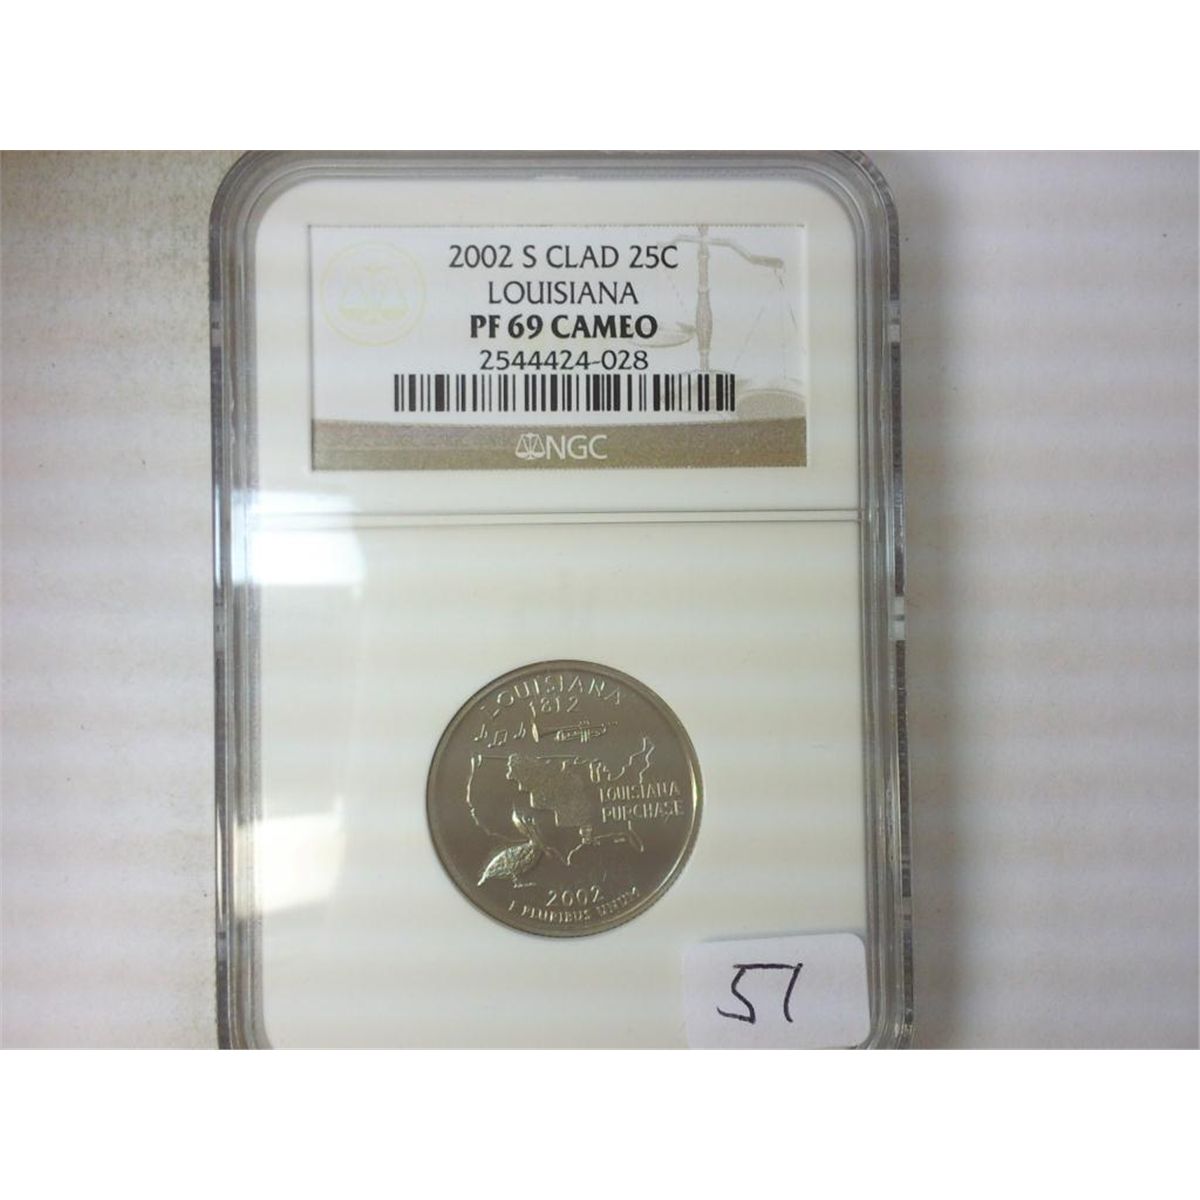 2002 S CLAD 25C
LOUISIANA
PF 69 CAMEO
2544424-028
NGC
LOUISIANA
1812
LOUISIANA
PURCHASE
2002
E PLURIBUS UNUM
51